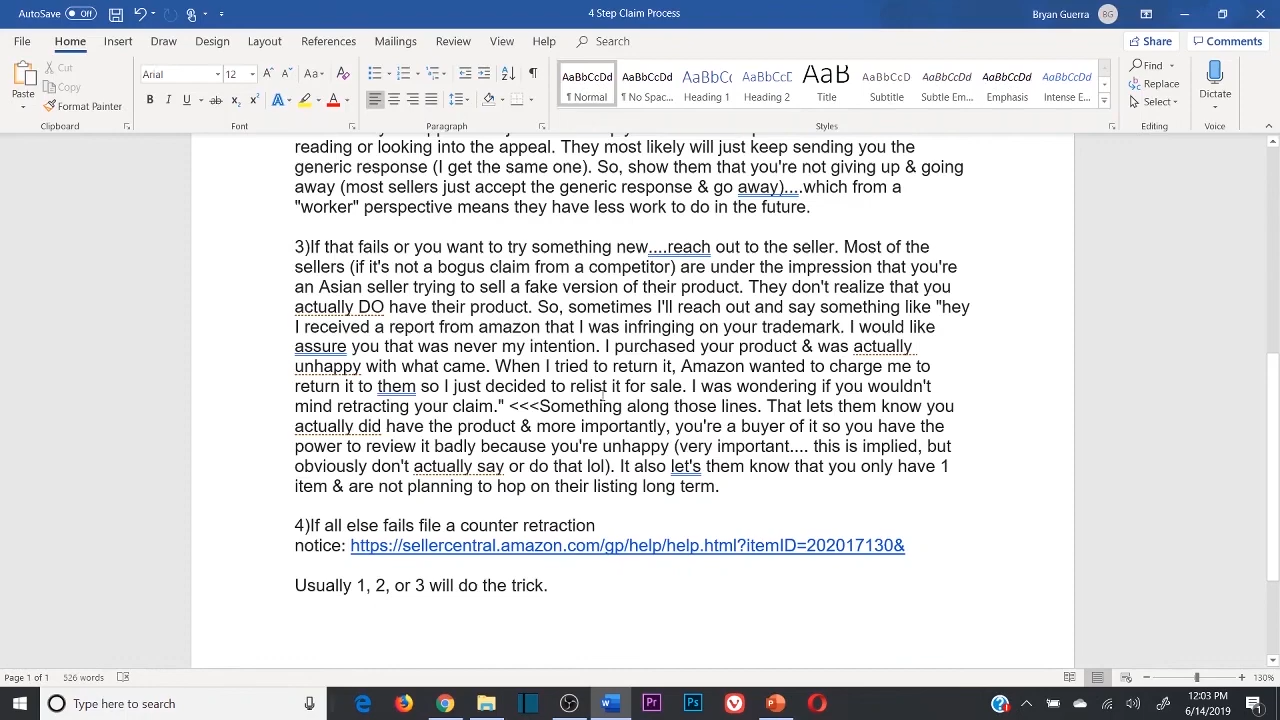 AutoSave Off
4 Step Claim Process
Bryan Guerra
BG
File Home Insert Draw Design Layout References Mailings Review View Help Search
Share Comments
Paste
Cut
Copy
Format Painter
Clipboard
Arial 12
Font
Paragraph
AaBbCcDd AaBbCcDd AaBbC( AaBbCcE AaB AaBbCcD AaBbCcDd AaBbCcDd AaBbCcDd
¶ Normal ¶ No Spac... Heading 1 Heading 2 Title Subtitle Subtle Em... Emphasis Intense E...
Styles
Find
Replace
Select
Editing
Dictate
Voice
reading or looking into the appeal. They most likely will just keep sending you the
generic response (I get the same one). So, show them that you're not giving up & going
away (most sellers just accept the generic response & go away)....which from a
"worker" perspective means they have less work to do in the future.
3)If that fails or you want to try something new....reach out to the seller. Most of the
sellers (if it's not a bogus claim from a competitor) are under the impression that you're
an Asian seller trying to sell a fake version of their product. They don't realize that you
actually DO have their product. So, sometimes I'll reach out and say something like "hey
I received a report from amazon that I was infringing on your trademark. I would like
assure you that was never my intention. I purchased your product & was actually
unhappy with what came. When I tried to return it, Amazon wanted to charge me to
return it to them so I just decided to relist it for sale. I was wondering if you wouldn't
mind retracting your claim." <<<Something along those lines. That lets them know you
actually did have the product & more importantly, you're a buyer of it so you have the
power to review it badly because you're unhappy (very important.... this is implied, but
obviously don't actually say or do that lol). It also let's them know that you only have 1
item & are not planning to hop on their listing long term.
4)If all else fails file a counter retraction
notice: https://sellercentral.amazon.com/gp/help/help.html?itemID=202017130&
Usually 1, 2, or 3 will do the trick.
Page 1 of 1 526 words
130%
Type here to search
12:03 PM
6/14/2019